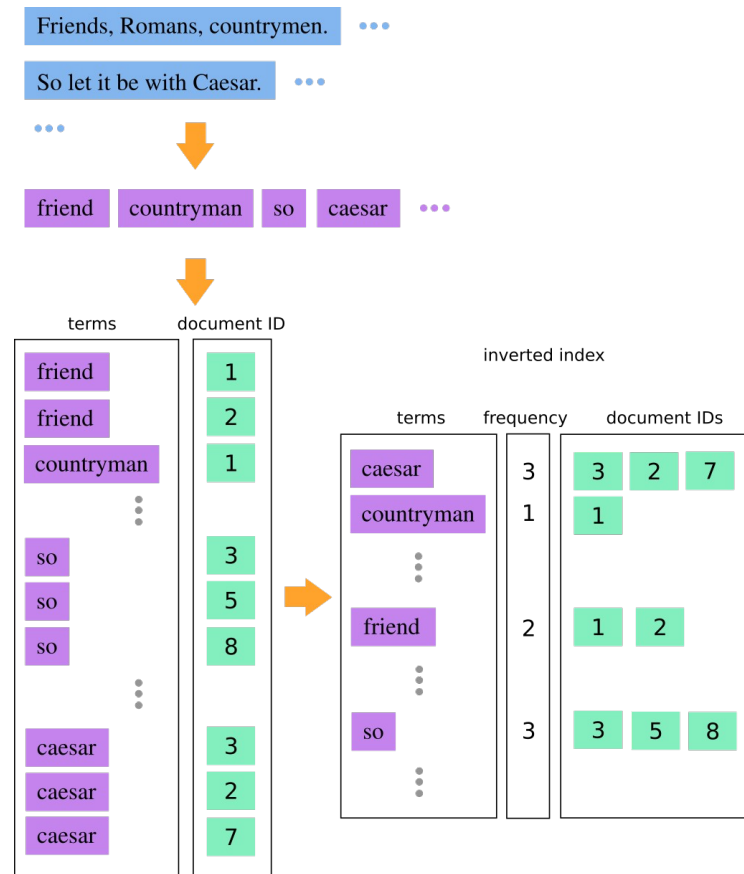 Friends, Romans, countrymen. •••
So let it be with Caesar. •••
•••
friend countryman so caesar •••
terms document ID
friend 1
friend 2
countryman 1
so 3
so 5
so 8
caesar 3
caesar 2
caesar 7
inverted index
terms frequency document IDs
caesar 3 3 2 7
countryman 1 1
friend 2 1 2
so 3 3 5 8